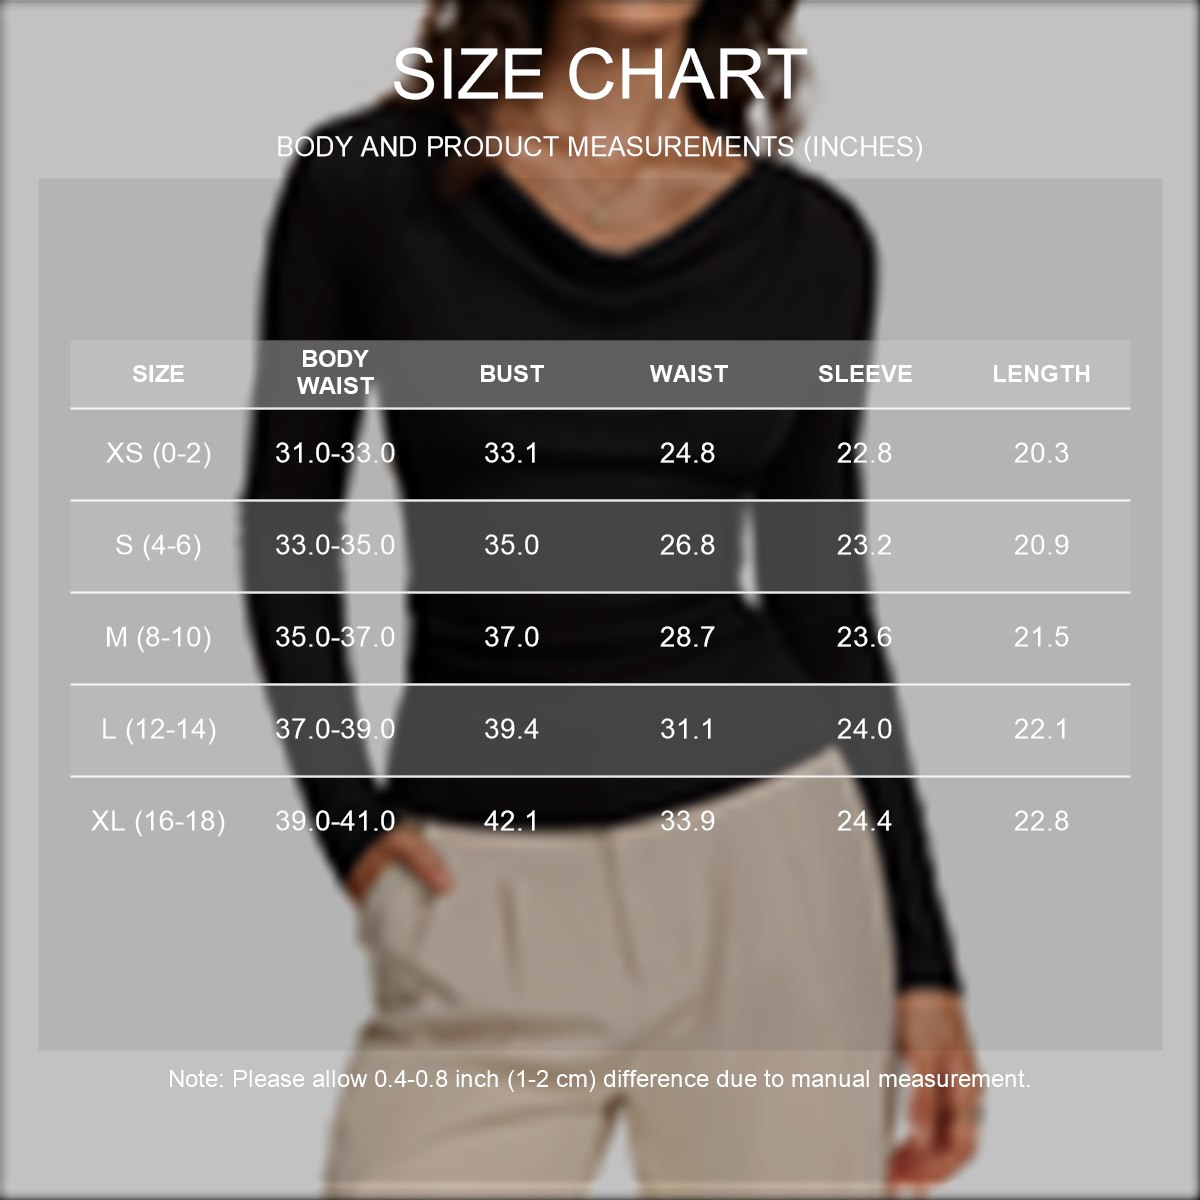 SIZE CHART
BODY AND PRODUCT MEASUREMENTS (INCHES)
SIZE BODY WAIST BUST WAIST SLEEVE LENGTH
XS (0-2) 31.0-33.0 33.1 24.8 22.8 20.3
S (4-6) 33.0-35.0 35.0 26.8 23.2 20.9
M (8-10) 35.0-37.0 37.0 28.7 23.6 21.5
L (12-14) 37.0-39.0 39.4 31.1 24.0 22.1
XL (16-18) 39.0-41.0 42.1 33.9 24.4 22.8
Note: Please allow 0.4-0.8 inch (1-2 cm) difference due to manual measurement.